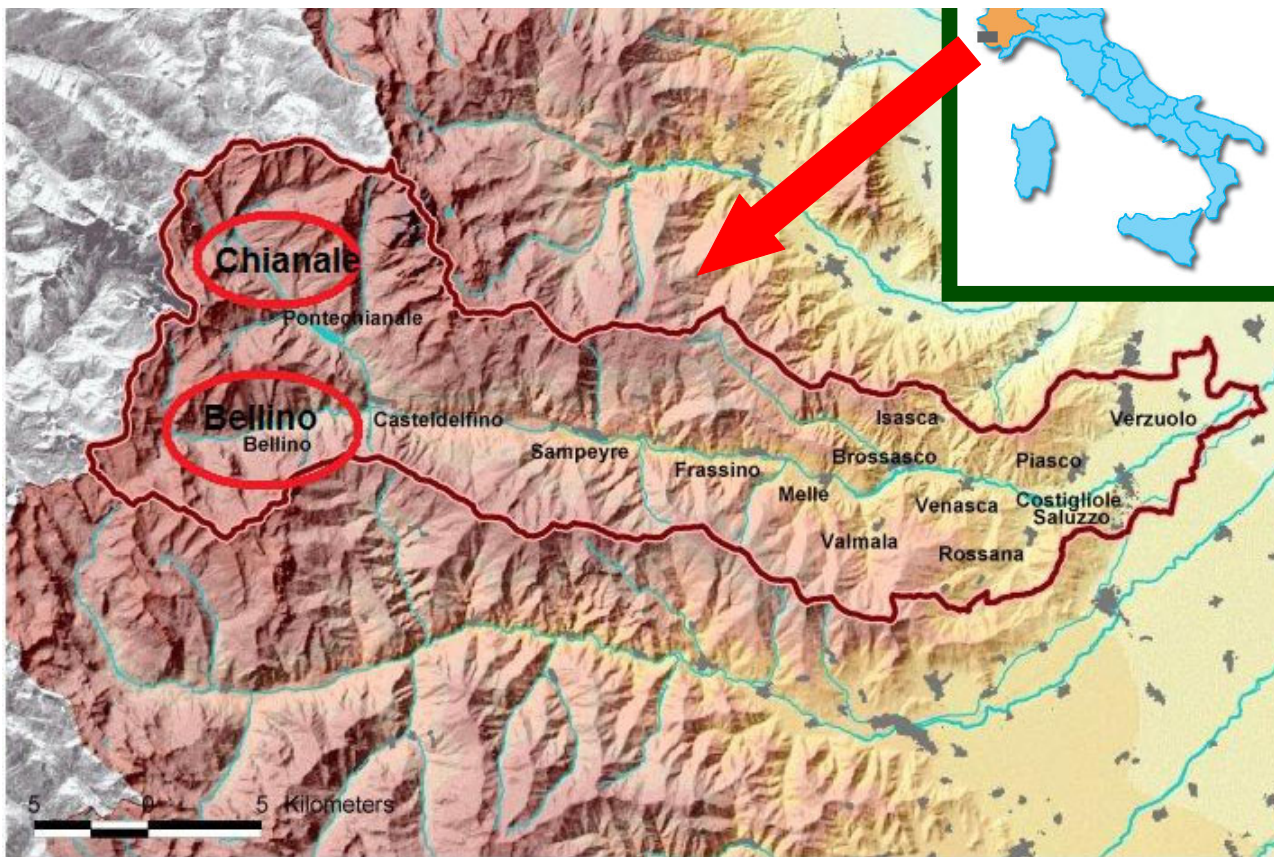 Chianale
Pontechianale
Bellino
Bellino
Casteldelfino
Sampeyre
Frassino
Melle
Isasca
Brossasco
Valmala
Venasca
Rossana
Piasco
Costigliole
Saluzzo
Verzuolo
5 0 5 Kilometers